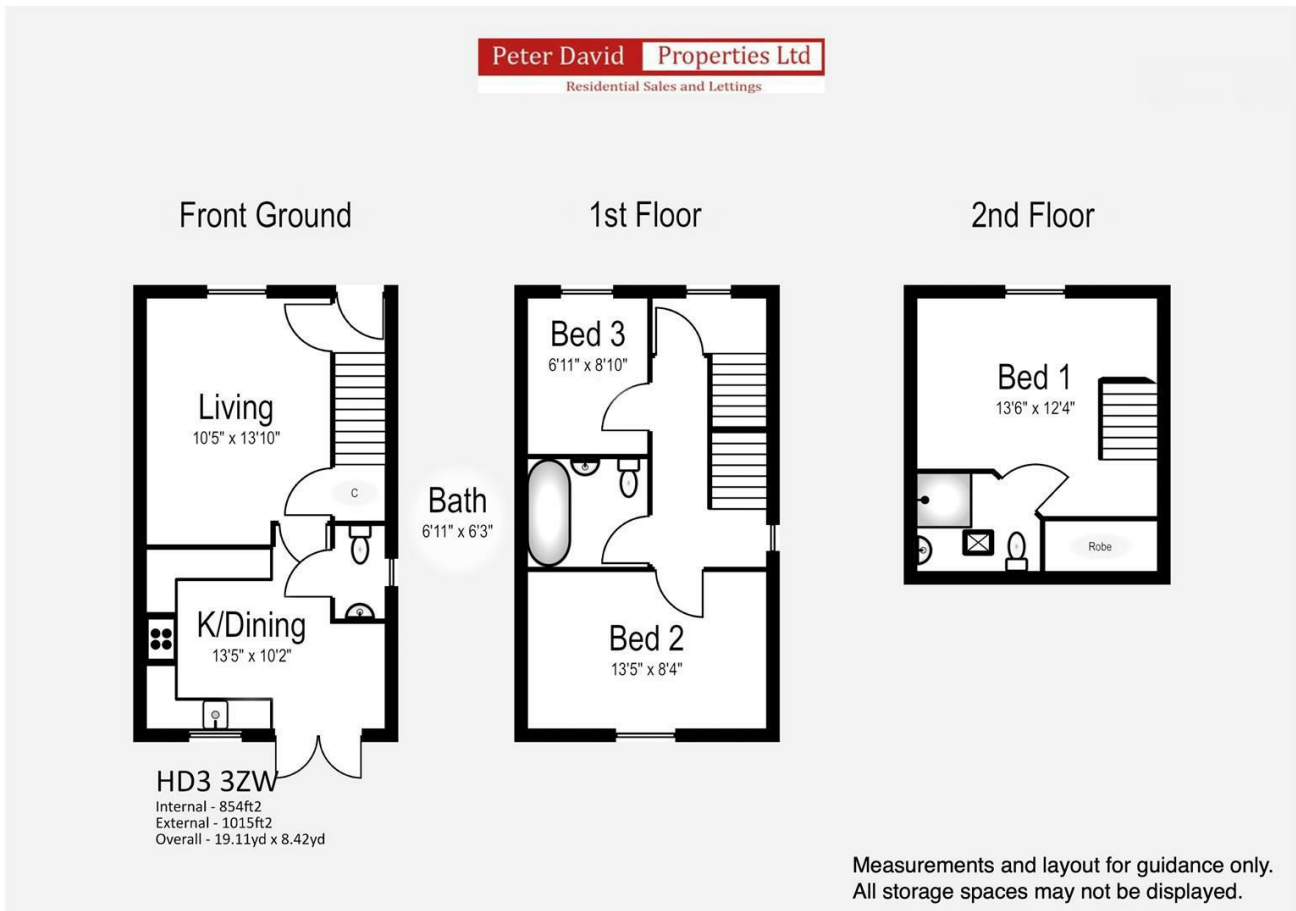 Peter David Properties Ltd
Residential Sales and Lettings
Front Ground
1st Floor
2nd Floor
Living
10'5" x 13'10"
C
K/Dining
13'5" x 10'2"
Bath
6'11" x 6'3"
Bed 3
6'11" x 8'10"
Bed 2
13'5" x 8'4"
Bed 1
13'6" x 12'4"
Robe
HD3 3ZW
Internal - 854ft2
External - 1015ft2
Overall - 19.11yd x 8.42yd
Measurements and layout for guidance only.
All storage spaces may not be displayed.